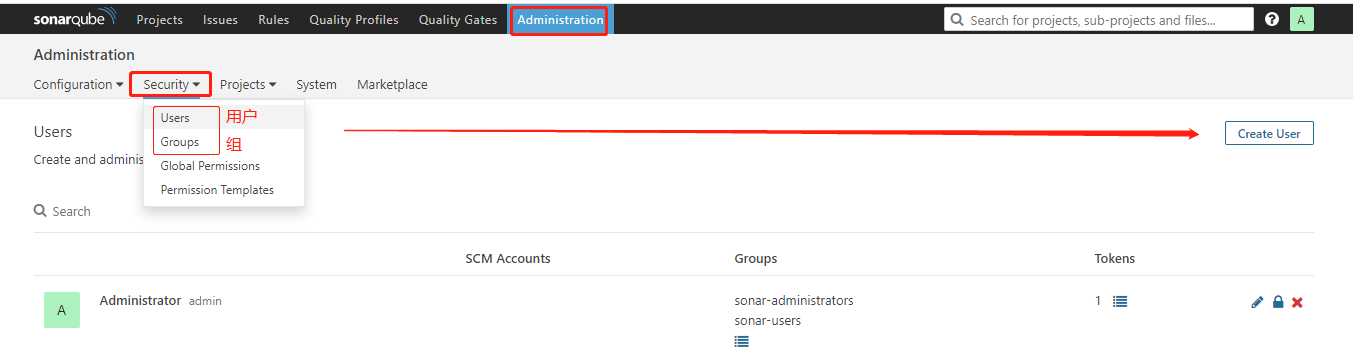 sonarqube Projects Issues Rules Quality Profiles Quality Gates Administration Search for projects, sub-projects and files... ? A
Administration
Configuration Security Projects System Marketplace
Users 用户
Groups 组
Global Permissions
Permission Templates
Users
Create User
Create and adminis
Search
SCM Accounts Groups Tokens
A Administrator admin sonar-administrators 1
sonar-users